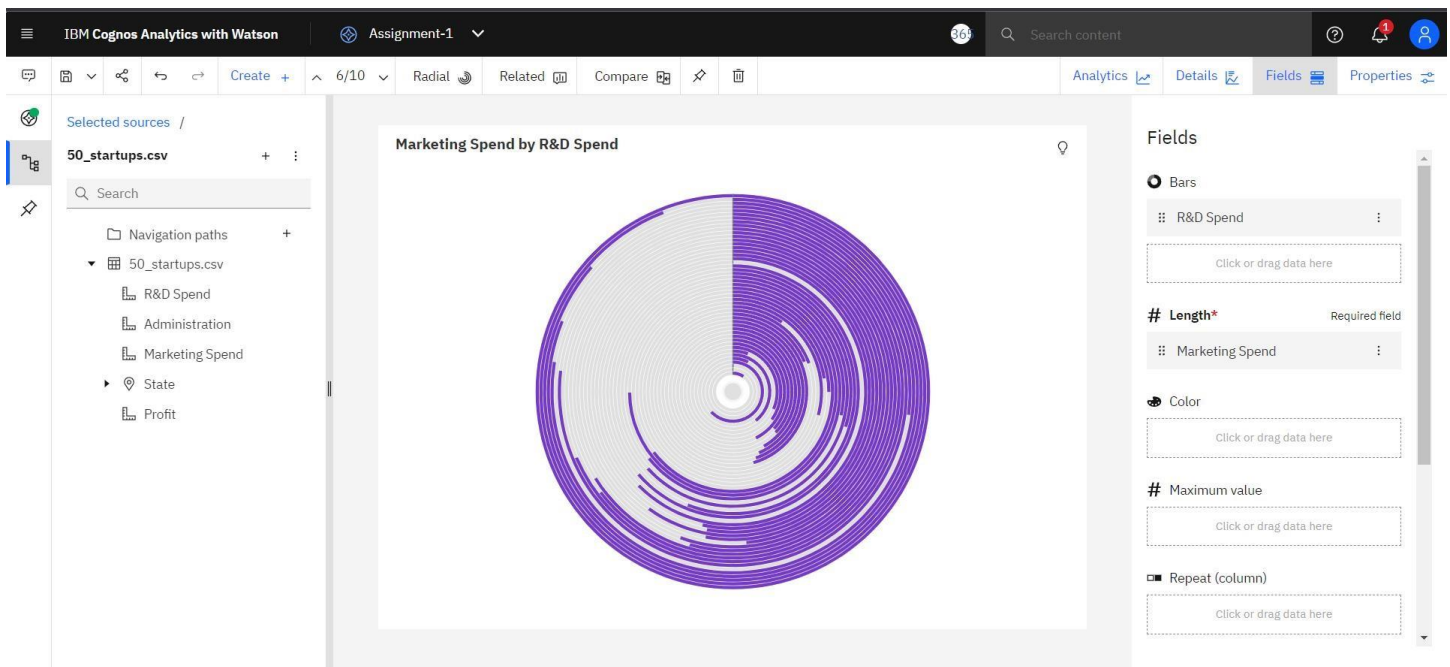 IBM Cognos Analytics with Watson
Assignment-1
365
Search content
1
Create +
6/10
Radial
Related
Compare
Analytics
Details
Fields
Properties
Selected sources /
50_startups.csv
Search
Navigation paths
50_startups.csv
R&D Spend
Administration
Marketing Spend
State
Profit
Marketing Spend by R&D Spend
Fields
Bars
R&D Spend
Click or drag data here
# Length* Required field
Marketing Spend
Color
Click or drag data here
# Maximum value
Click or drag data here
Repeat (column)
Click or drag data here